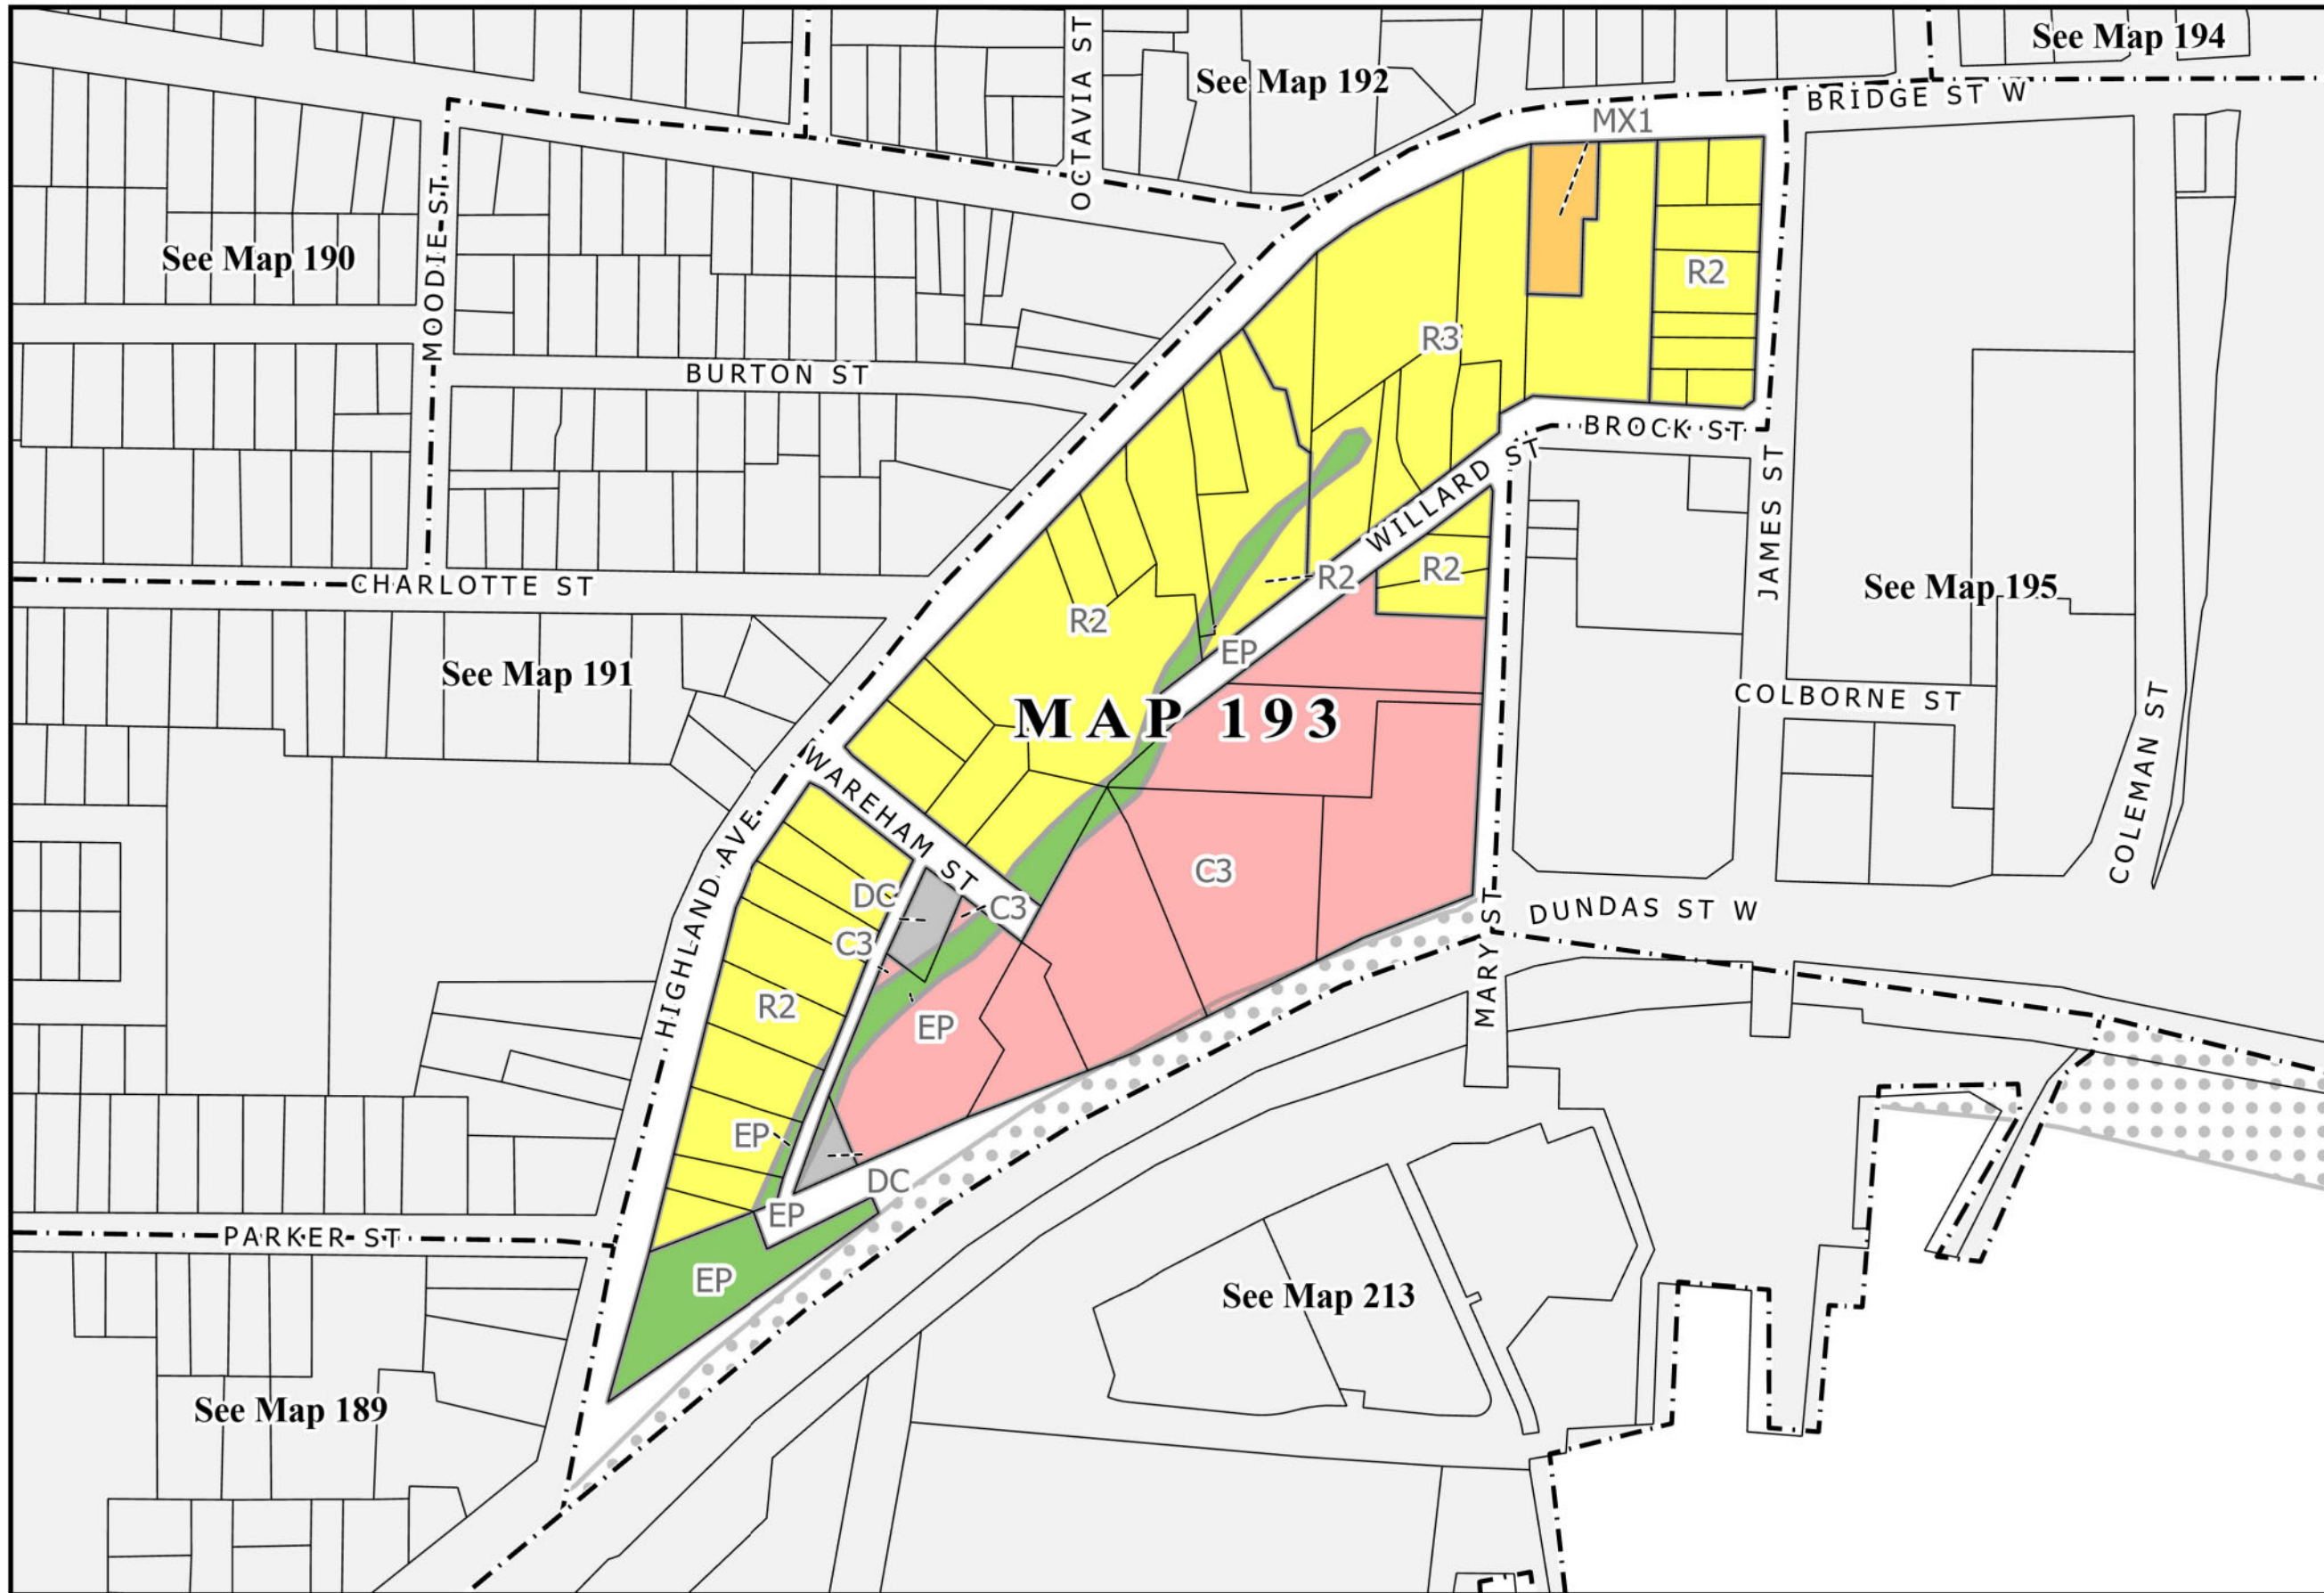 See Map 194
OCTAVIA ST
See Map 192
BRIDGE ST W
MX1
MOODIE ST
See Map 190
R2
R3
BURTON ST
BROCK ST
WILLARD ST
JAMES ST
CHARLOTTE ST
R2
R2
See Map 195
R2
EP
See Map 191
COLBORNE ST
MAP 193
WAREHAM ST
COLEMAN ST
HIGHLAND AVE
C3
DC
C3
DUNDAS ST W
C3
MARY ST
R2
EP
EP
DC
EP
PARKER ST
EP
See Map 213
See Map 189